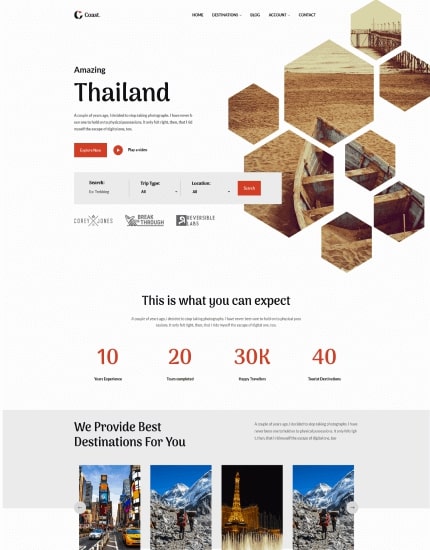 Coast.
HOME DESTINATIONS BLOG ACCOUNT CONTACT
Amazing
Thailand
A couple of years ago, I decided to stop taking photographs. I have never
been one to hold on to physical possessions. It only felt right, then, that I rid
myself of the escape of digital one, too.
Explore Now
Play a video
Search: Trip Type: Location:
Ex: Trekking All All
Search
COREY JONES
BREAK THROUGH
REVERSIBLE LABS
This is what you can expect
A couple of years ago, I decided to stop taking photographs. I have never
been one to hold on to physical possessions. It only felt right, then, that I rid myself of the escape of digital one, too.
10 20 30K 40
Years Experience Tours completed Happy Travellers Tourist Destinations
We Provide Best
Destinations For You
A couple of years ago, I decided to stop taking photographs. I have
never been one to hold on to physical possessions. It only felt
right, then, that I rid myself of the escape of digital one, too.